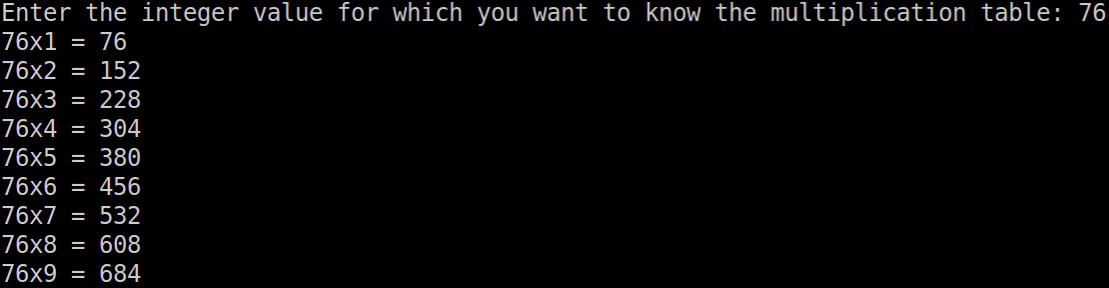 Enter the integer value for which you want to know the multiplication table: 76
76x1 = 76
76x2 = 152
76x3 = 228
76x4 = 304
76x5 = 380
76x6 = 456
76x7 = 532
76x8 = 608
76x9 = 684